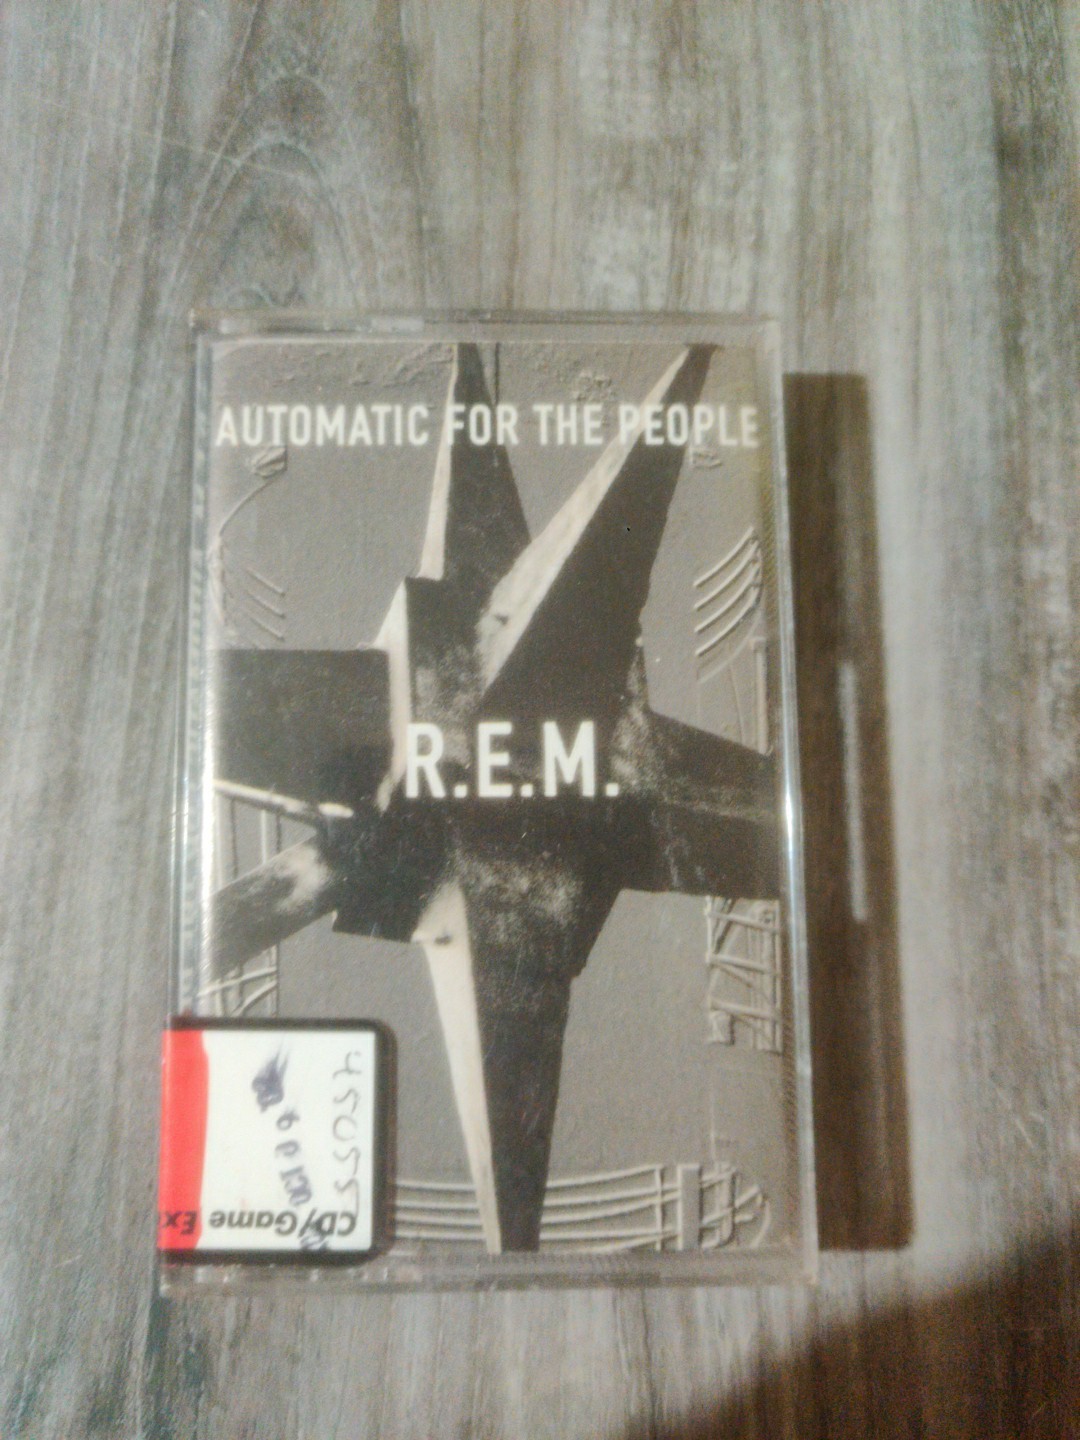 AUTOMATIC FOR THE PEOPLE
R.E.M.
CD/Game Ex